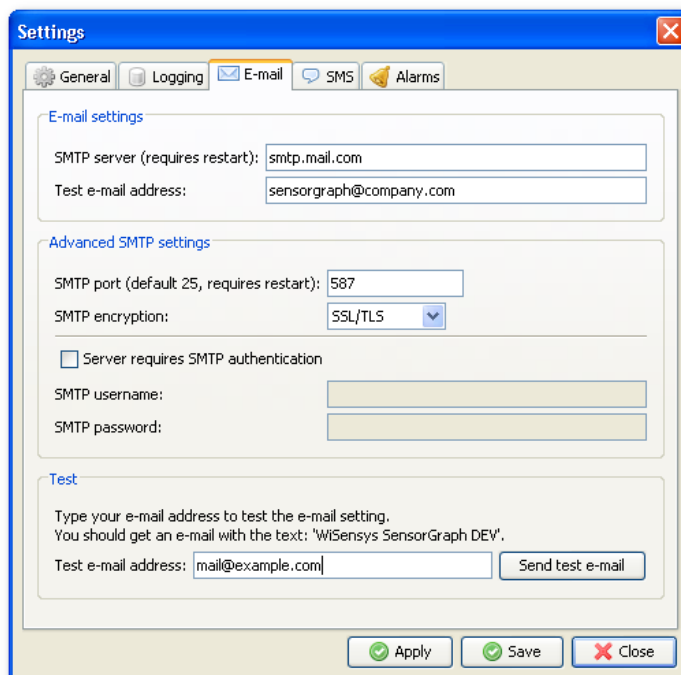 Settings
General Logging E-mail SMS Alarms
E-mail settings
SMTP server (requires restart): smtp.mail.com
Test e-mail address: sensorgraph@company.com
Advanced SMTP settings
SMTP port (default 25, requires restart): 587
SMTP encryption: SSL/TLS
Server requires SMTP authentication
SMTP username:
SMTP password:
Test
Type your e-mail address to test the e-mail setting.
You should get an e-mail with the text: 'WiSensys SensorGraph DEV'.
Test e-mail address: mail@example.com Send test e-mail
Apply Save Close